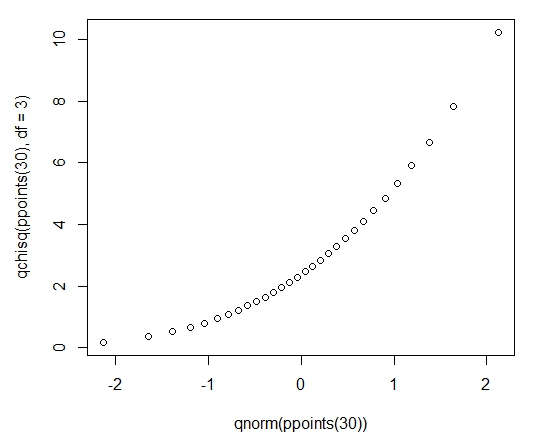 10
8
6
4
2
0
qchisq(ppoints(30), df = 3)
-2 -1 0 1 2
qnorm(ppoints(30))